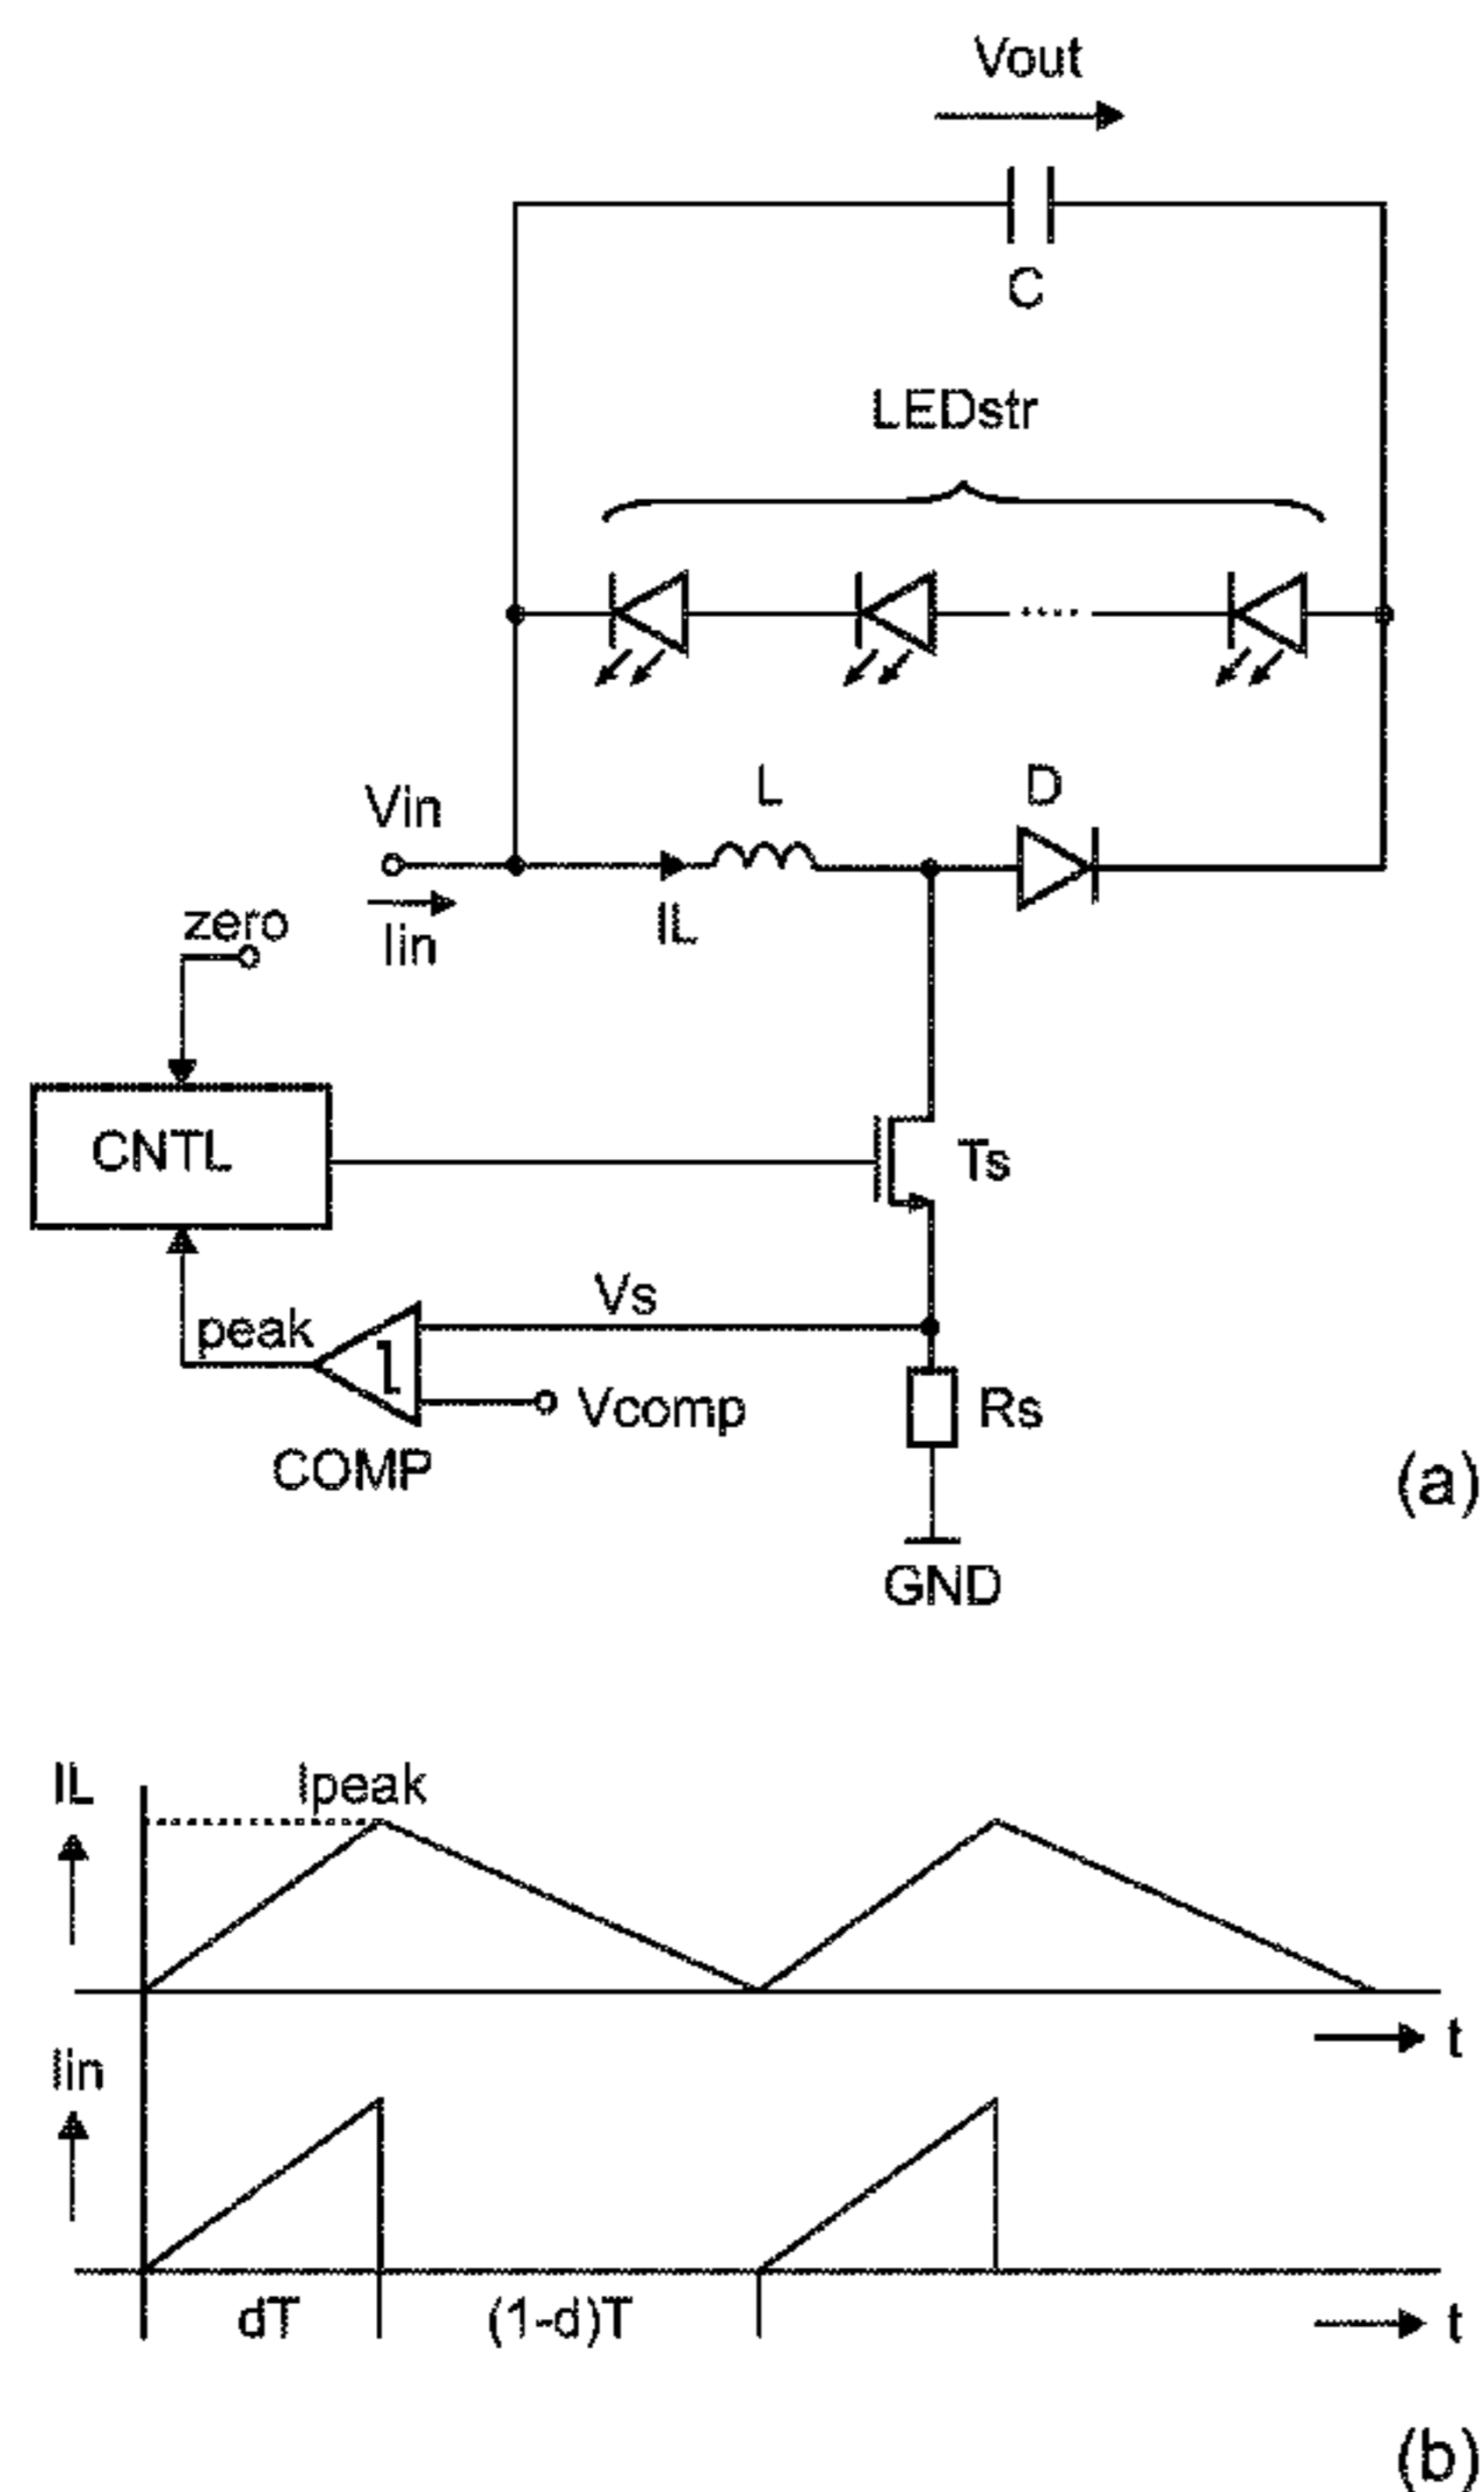 Vout
C
LEDstr
L
D
Vin
Iin
IL
zero
CNTL
Ts
Vs
peak
Vcomp
Rs
COMP
(a)
GND
IL
Ipeak
t
Iin
dT
(1-d)T
t
(b)